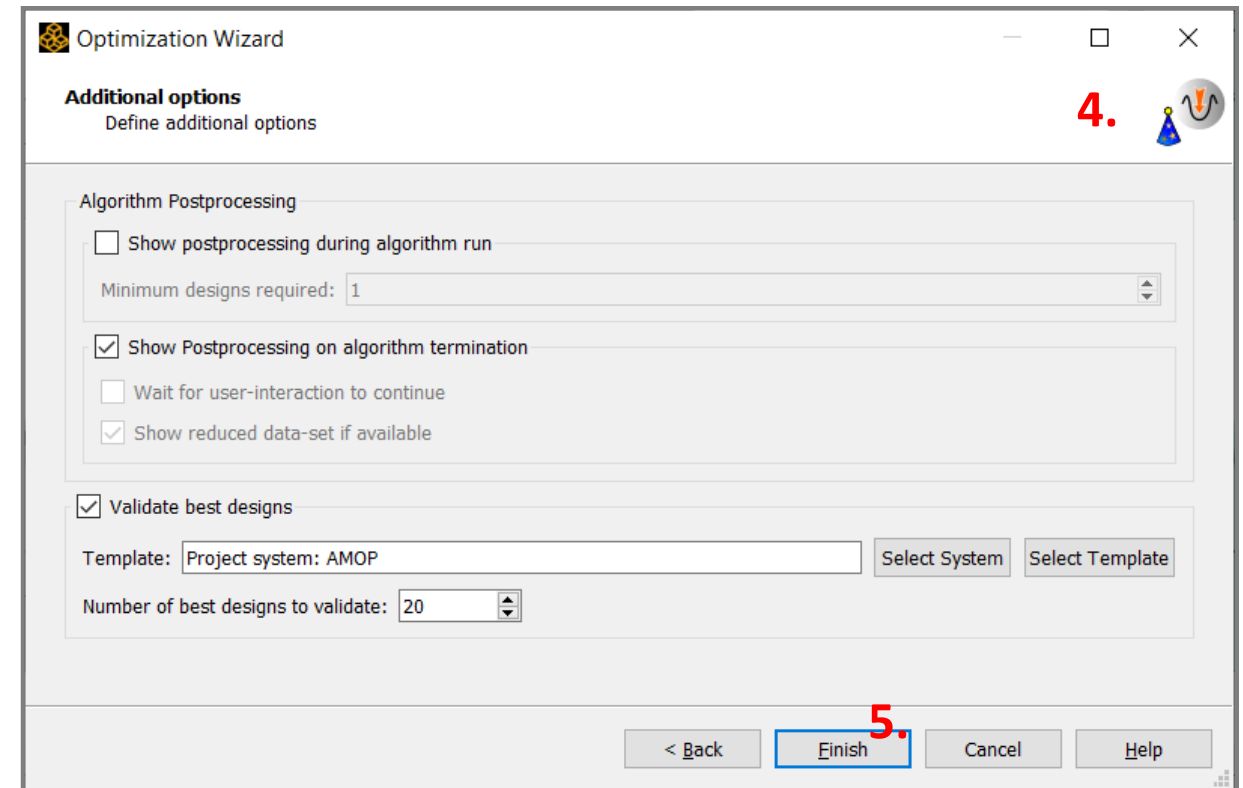 Optimization Wizard
Additional options
4.
Define additional options
Algorithm Postprocessing
Show postprocessing during algorithm run
Minimum designs required: 1
Show Postprocessing on algorithm termination
Wait for user-interaction to continue
Show reduced data-set if available
Validate best designs
Template: Project system: AMOP Select System Select Template
Number of best designs to validate: 20
5.
< Back Finish Cancel Help